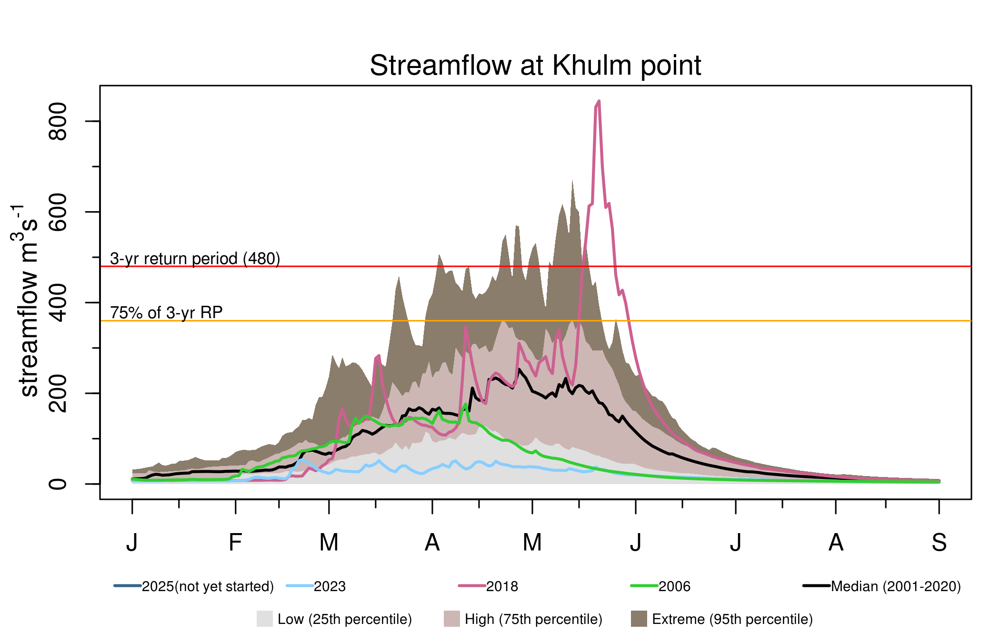 Streamflow at Khulm point
streamflow m³s⁻¹
800
600
400
200
0
3-yr return period (480)
75% of 3-yr RP
J F M A M J J A S
2025(not yet started) 2023 2018 2006 Median (2001-2020)
Low (25th percentile) High (75th percentile) Extreme (95th percentile)